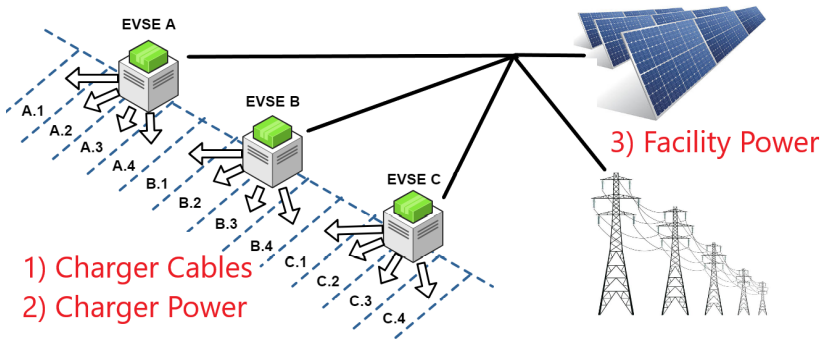 EVSE A
A.1
A.2
A.3
A.4
EVSE B
B.1
B.2
B.3
B.4
EVSE C
C.1
C.2
C.3
C.4
1) Charger Cables
2) Charger Power
3) Facility Power